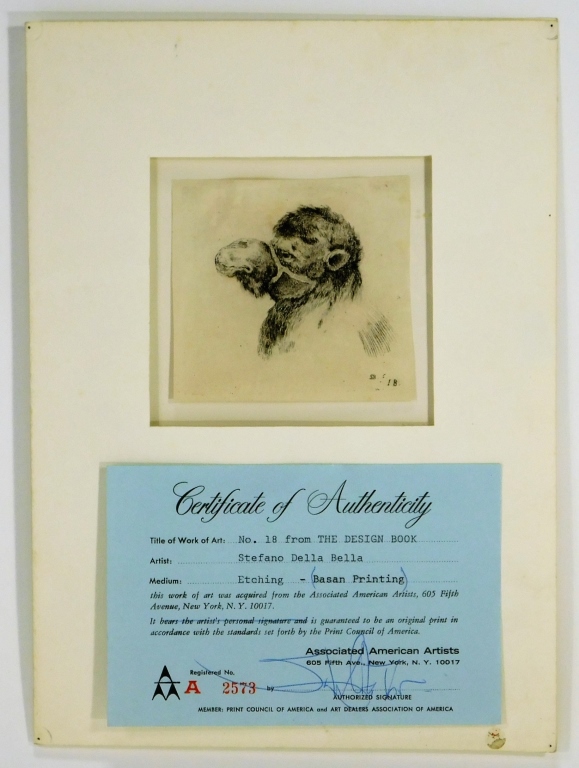 18
Certificate of Authenticity
Title of Work of Art: No. 18 from THE DESIGN BOOK
Artist: Stefano Della Bella
Medium: Etching - (Basan Printing)
this work of art was acquired from the Associated American Artists, 605 Fifth
Avenue, New York, N. Y. 10017.
It bears the artist's personal signature and is guaranteed to be an original print in
accordance with the standards set forth by the Print Council of America.
Associated American Artists
605 Fifth Ave., New York, N. Y. 10017
Registered No.
A 2573 by
AUTHORIZED SIGNATURE
MEMBER: PRINT COUNCIL OF AMERICA and ART DEALERS ASSOCIATION OF AMERICA